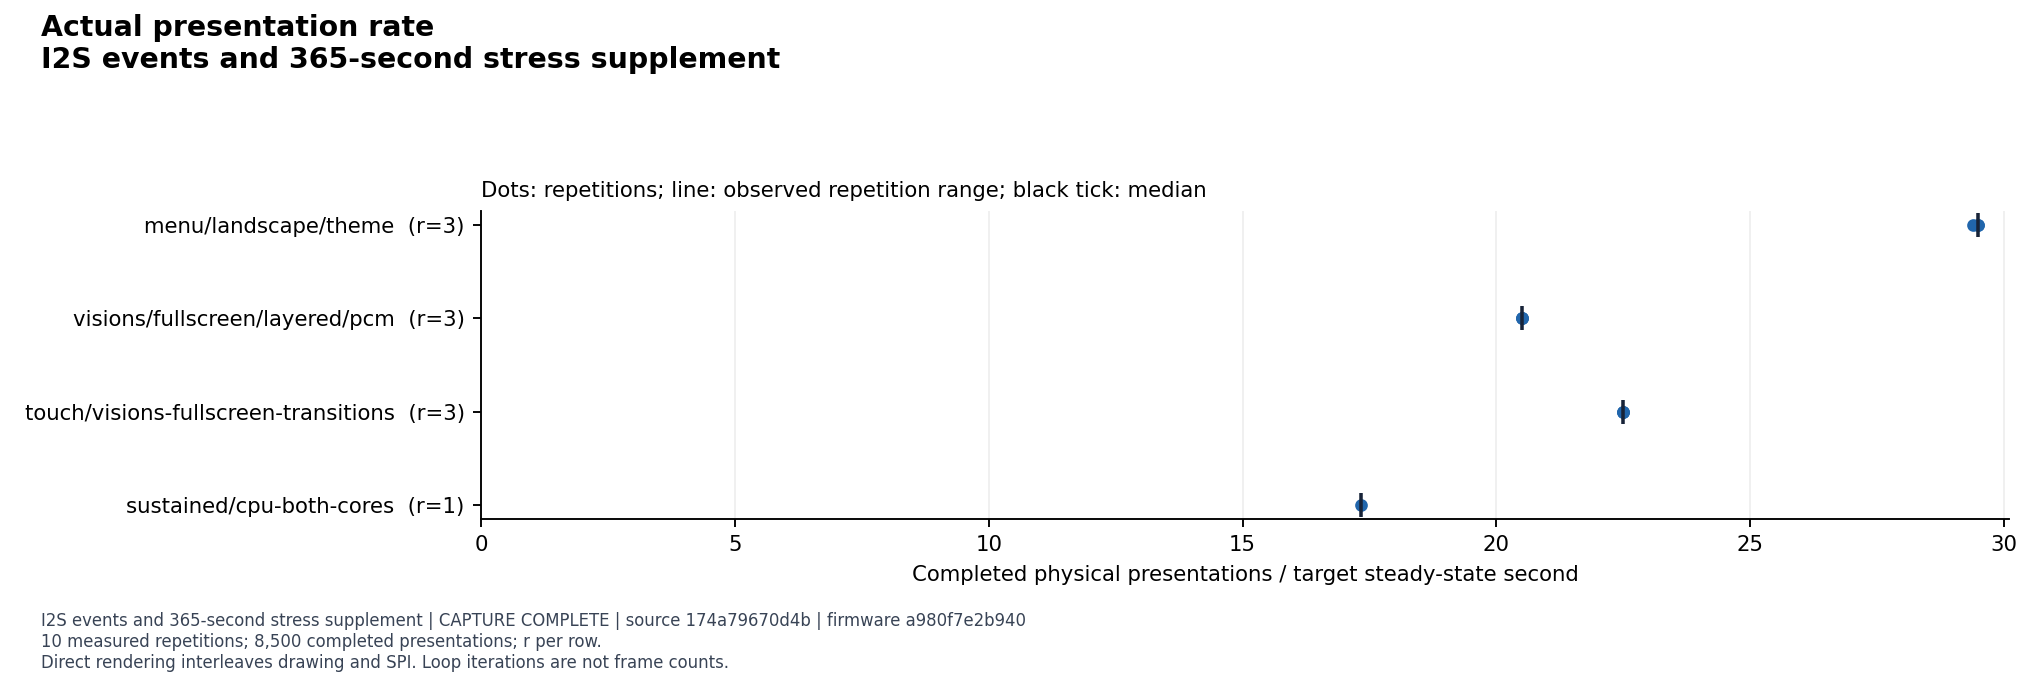 Actual presentation rate
I2S events and 365-second stress supplement
Dots: repetitions; line: observed repetition range; black tick: median
menu/landscape/theme (r=3)
visions/fullscreen/layered/pcm (r=3)
touch/visions-fullscreen-transitions (r=3)
sustained/cpu-both-cores (r=1)
0 5 10 15 20 25 30
Completed physical presentations / target steady-state second
I2S events and 365-second stress supplement | CAPTURE COMPLETE | source 174a79670d4b | firmware a980f7e2b940
10 measured repetitions; 8,500 completed presentations; r per row.
Direct rendering interleaves drawing and SPI. Loop iterations are not frame counts.